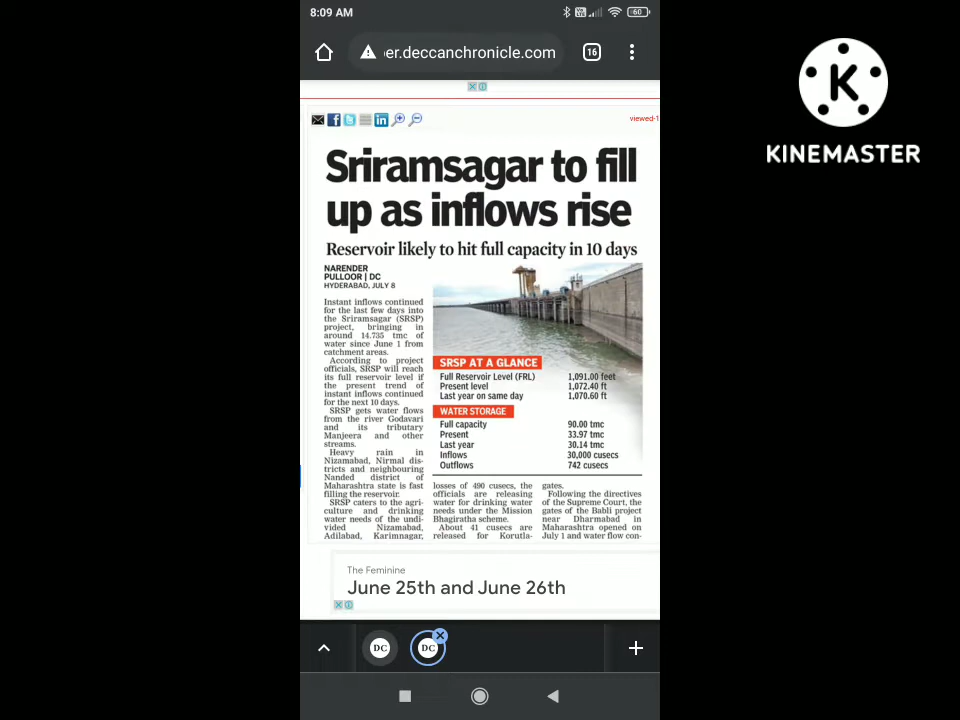 8:09 AM
60
er.deccanchronicle.com
16
K
KINEMASTER
viewed-1
Sriramsagar to fill
up as inflows rise
Reservoir likely to hit full capacity in 10 days
NARENDER
PULLOOR | DC
HYDERABAD, JULY 8
Instant inflows continued
for the last few days into
the Sriramsagar (SRSP)
project, bringing in
around 14.735 tmc of
water since June 1 from
catchment areas.
According to project
officials, SRSP will reach
its full reservoir level if
the present trend of
instant inflows continued
for the next 10 days.
SRSP gets water flows
from the river Godavari
and its tributary
Manjeera and other
streams.
Heavy rain in
Nizamabad, Nirmal dis-
tricts and neighbouring
Nanded district of
Maharashtra state is fast
filling the reservoir.
SRSP caters to the agri-
culture and drinking
water needs of the undi-
vided Nizamabad,
Adilabad, Karimnagar,
SRSP AT A GLANCE
Full Reservoir Level (FRL) 1,091.00 feet
Present level 1,072.40 ft
Last year on same day 1,070.60 ft
WATER STORAGE
Full capacity 90.00 tmc
Present 33.97 tmc
Last year 30.14 tmc
Inflows 30,000 cusecs
Outflows 742 cusecs
losses of 490 cusecs, the
officials are releasing
water for drinking water
needs under the Mission
Bhagiratha scheme.
About 41 cusecs are
released for Korutla-
gates.
Following the directives
of the Supreme Court, the
gates of the Babli project
near Dharmabad in
Maharashtra opened on
July 1 and water flow con-
The Feminine
June 25th and June 26th
DC
DC